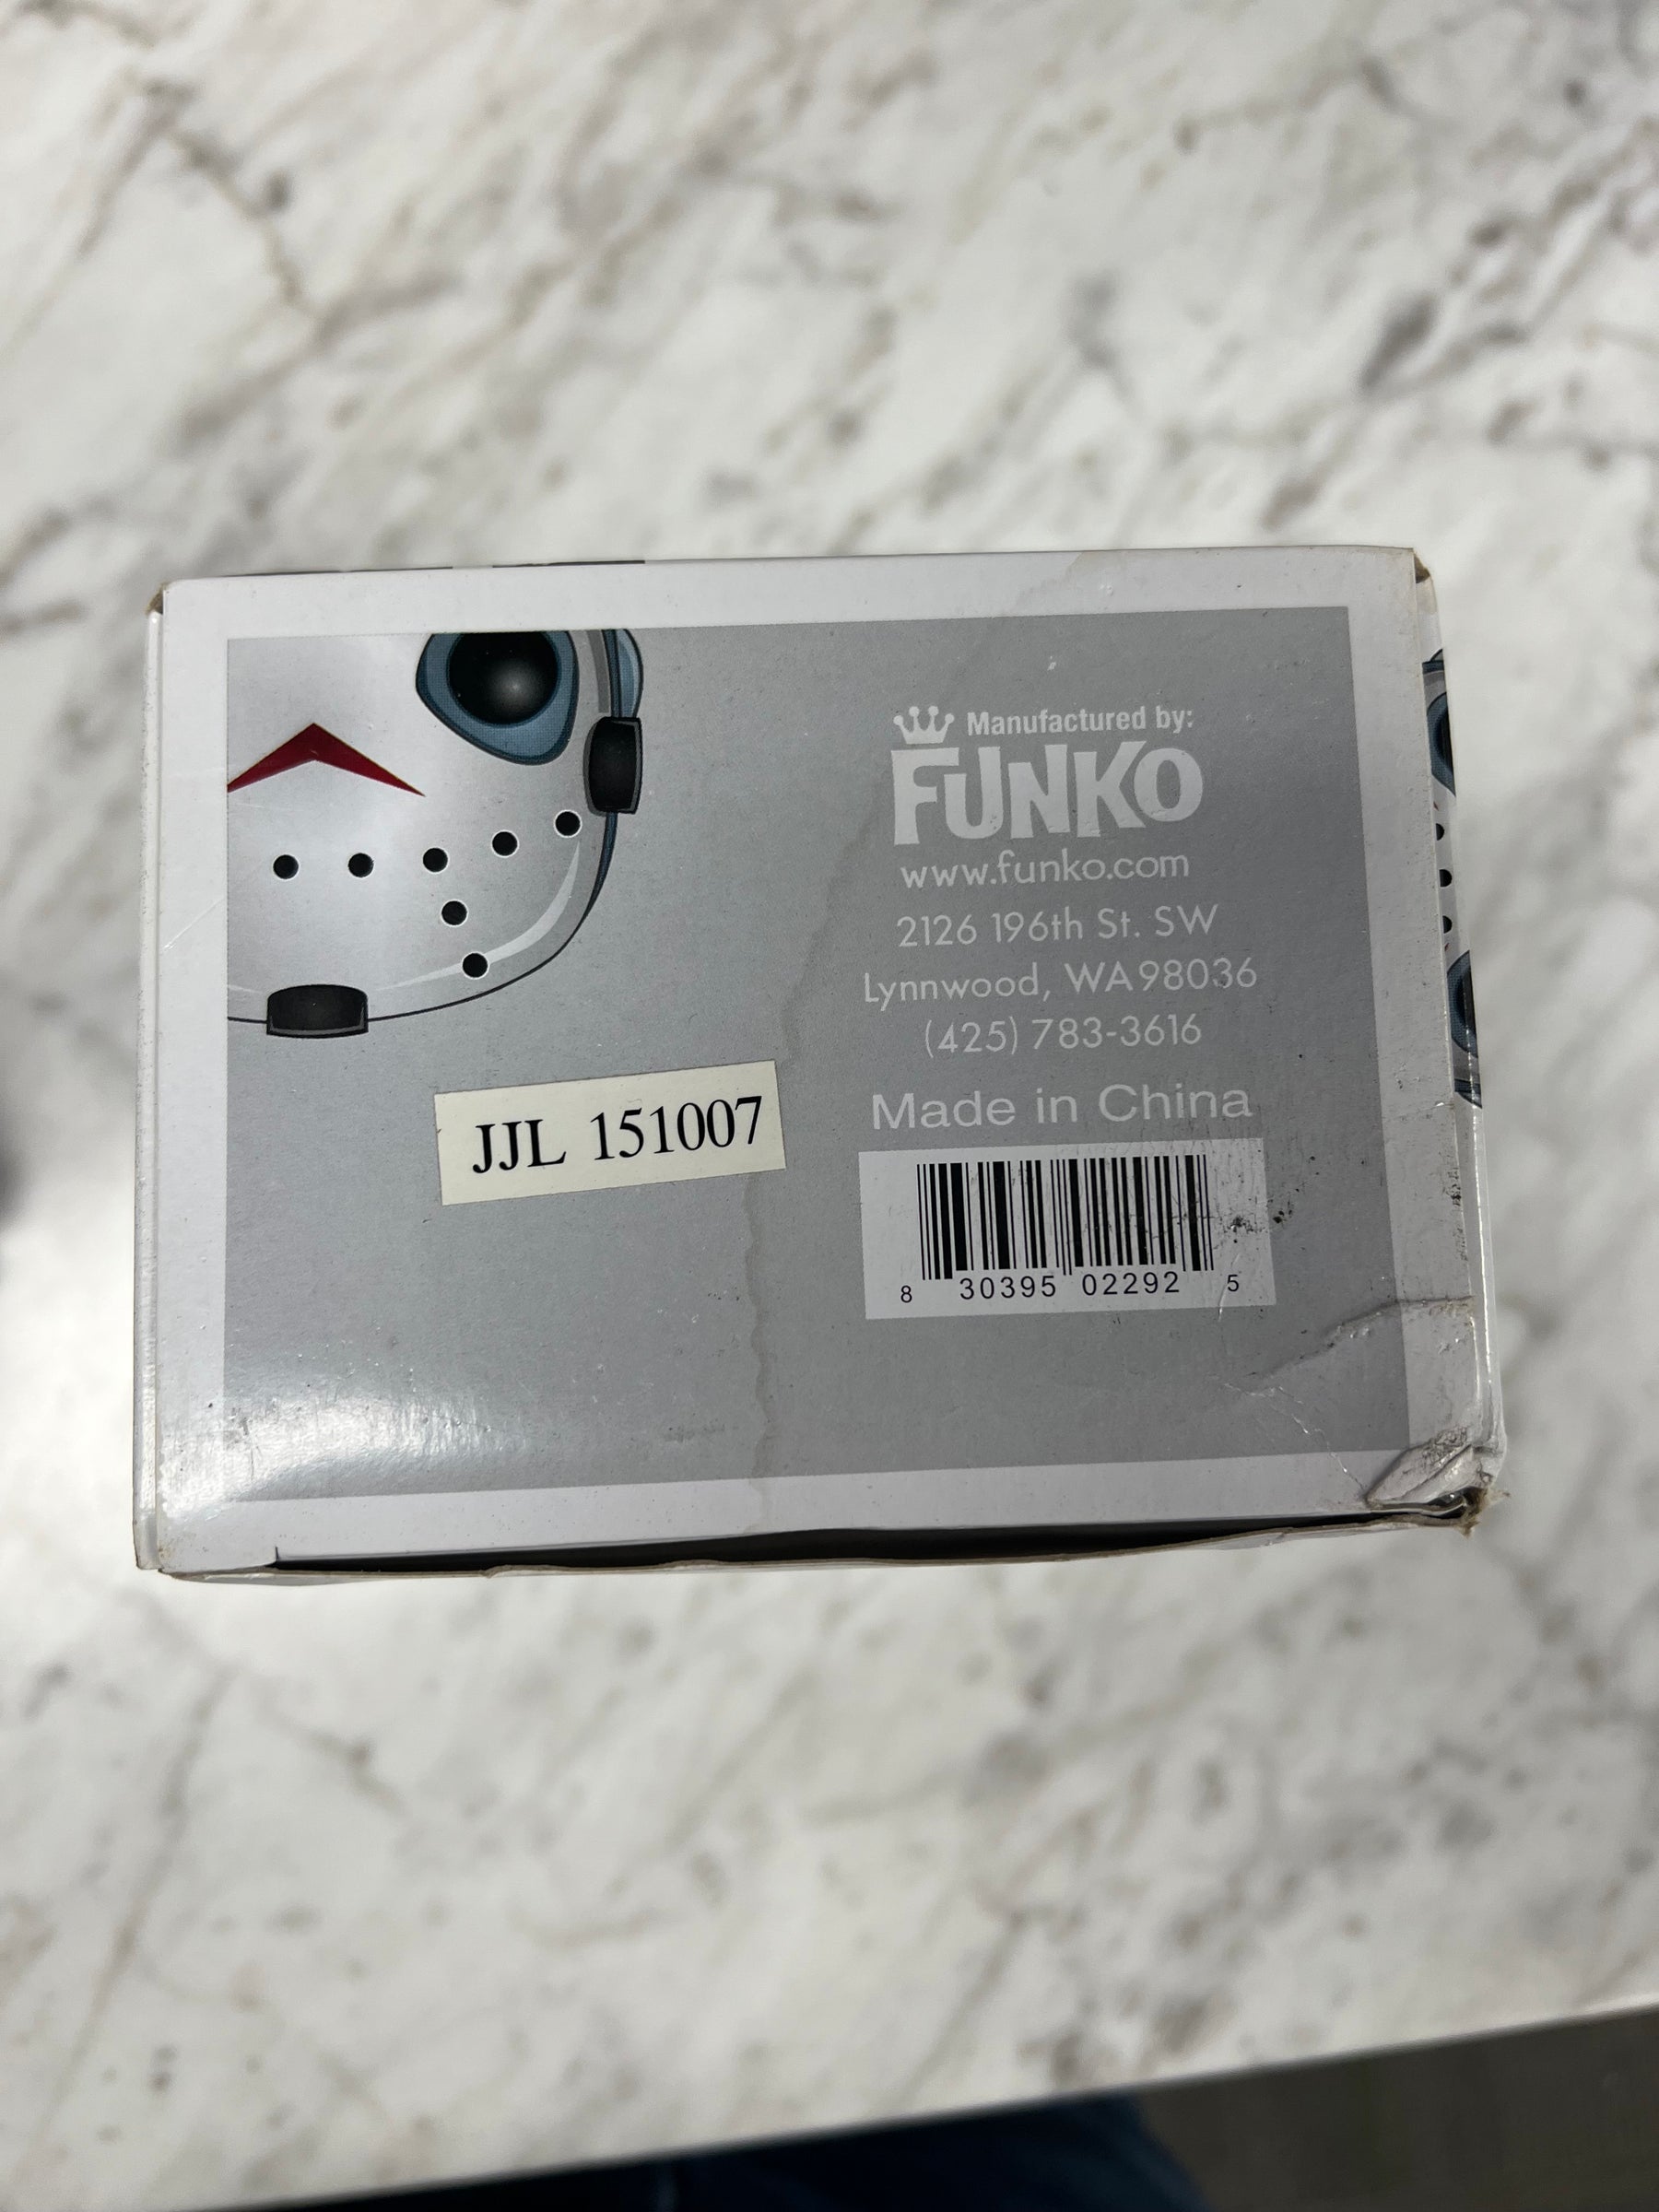 Manufactured by:
FUNKO
www.funko.com
2126 196th St. SW
Lynnwood, WA 98036
(425) 783-3616
Made in China
JJL 151007
8 30395 02292 5